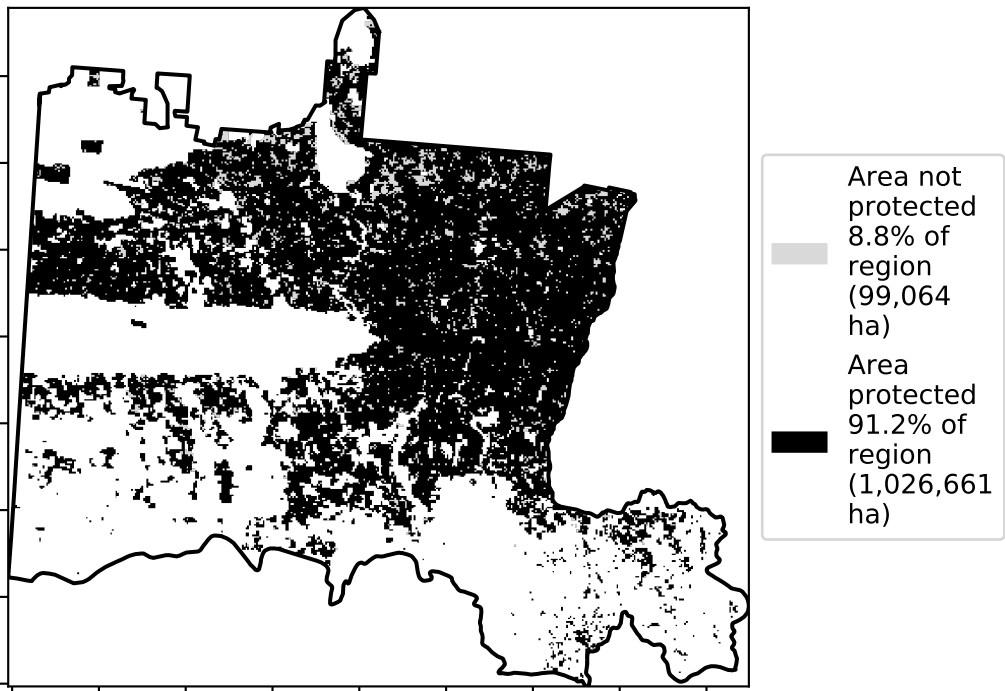 Area not
protected
8.8% of
region
(99,064
ha)
Area
protected
91.2% of
region
(1,026,661
ha)